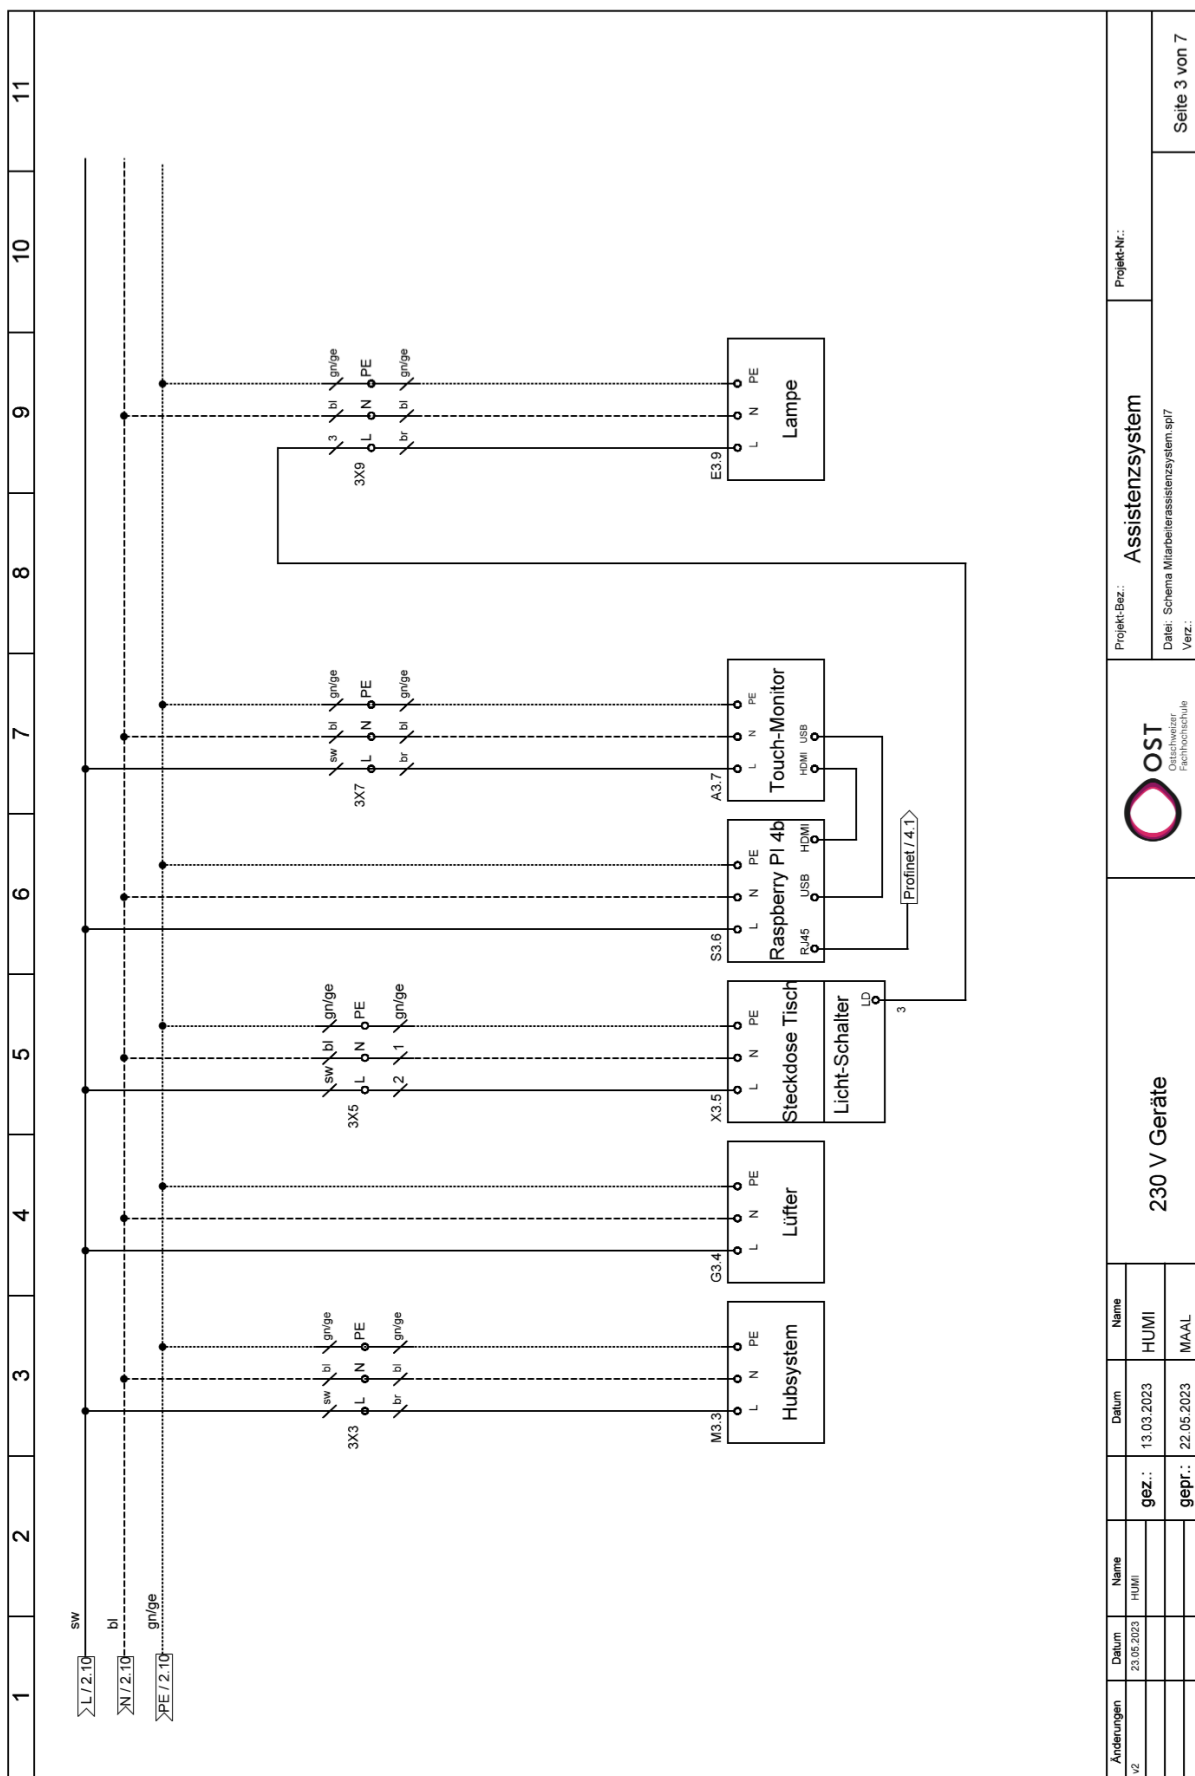 1 2 3 4 5 6 7 8 9 10 11
L / 2.10 sw
N / 2.10 bl
PE / 2.10 gn/ge
sw bl gn/ge
3X3 L N PE
br bl gn/ge
M3.3
L N PE
Hubsystem
G3.4
L N PE
Lüfter
sw bl gn/ge
3X5 L N PE
2 1 gn/ge
X3.5
L N PE
Steckdose Tisch
Licht-Schalter
LD
3
S3.6
L N PE
Raspberry PI 4b
RJ45 USB HDMI
Profinet / 4.1
sw bl gn/ge
3X7 L N PE
br bl gn/ge
A3.7
L N PE
Touch-Monitor
HDMI USB
3 bl gn/ge
3X9 L N PE
br bl gn/ge
E3.9
L N PE
Lampe
Änderungen Datum Name
v2 23.05.2023 HUMI
Datum Name
gez.: 13.03.2023 HUMI
gepr.: 22.05.2023 MAAL
230 V Geräte
OST
Ostschweizer
Fachhochschule
Projekt-Bez.:
Assistenzsystem
Projekt-Nr.:
Datei: Schema Mitarbeiterassistenzsystem.spl7
Verz.:
Seite 3 von 7